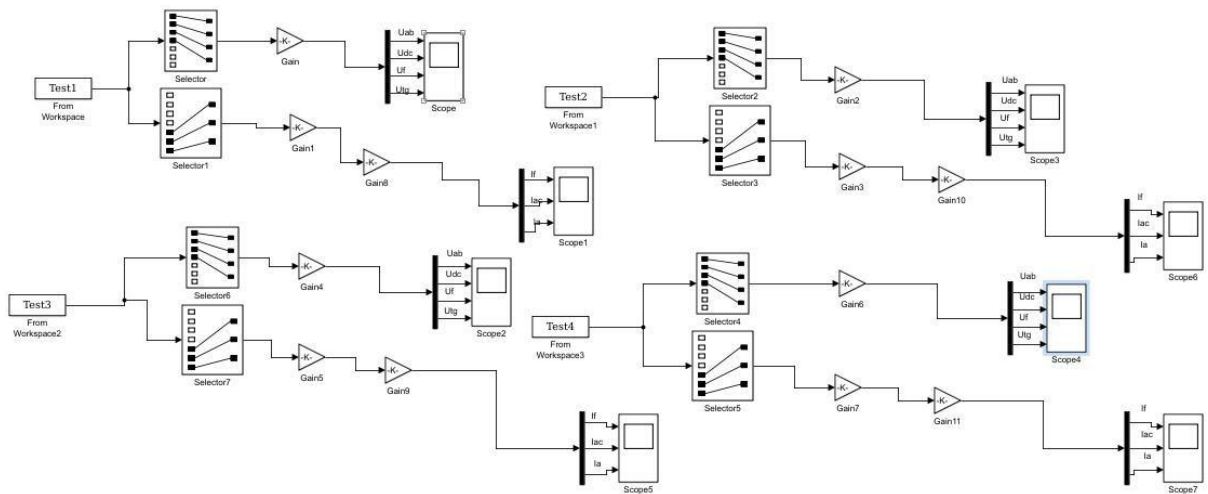 Test1
From
Workspace
Selector
-K-
Gain
Uab
Udc
Uf
Utg
Scope
Selector1
-K-
Gain1
-K-
Gain8
If
Iac
Ia
Scope1
Test2
From
Workspace1
Selector2
-K-
Gain2
Uab
Udc
Uf
Utg
Scope3
Selector3
-K-
Gain3
-K-
Gain10
If
Iac
Ia
Scope6
Test3
From
Workspace2
Selector6
-K-
Gain4
Uab
Udc
Uf
Utg
Scope2
Selector7
-K-
Gain5
-K-
Gain9
If
Iac
Ia
Scope5
Test4
From
Workspace3
Selector4
-K-
Gain6
Uab
Udc
Uf
Utg
Scope4
Selector5
-K-
Gain7
-K-
Gain11
If
Iac
Ia
Scope7